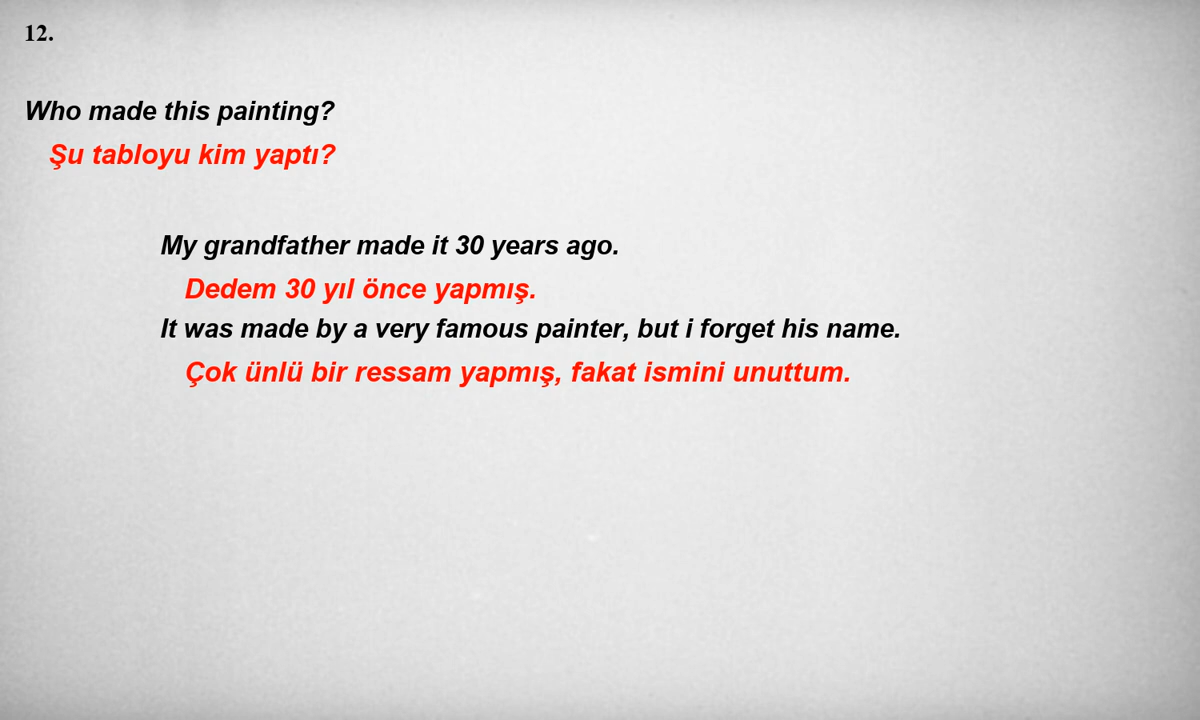 12.
Who made this painting?
Şu tabloyu kim yaptı?
My grandfather made it 30 years ago.
Dedem 30 yıl önce yapmış.
It was made by a very famous painter, but i forget his name.
Çok ünlü bir ressam yapmış, fakat ismini unuttum.